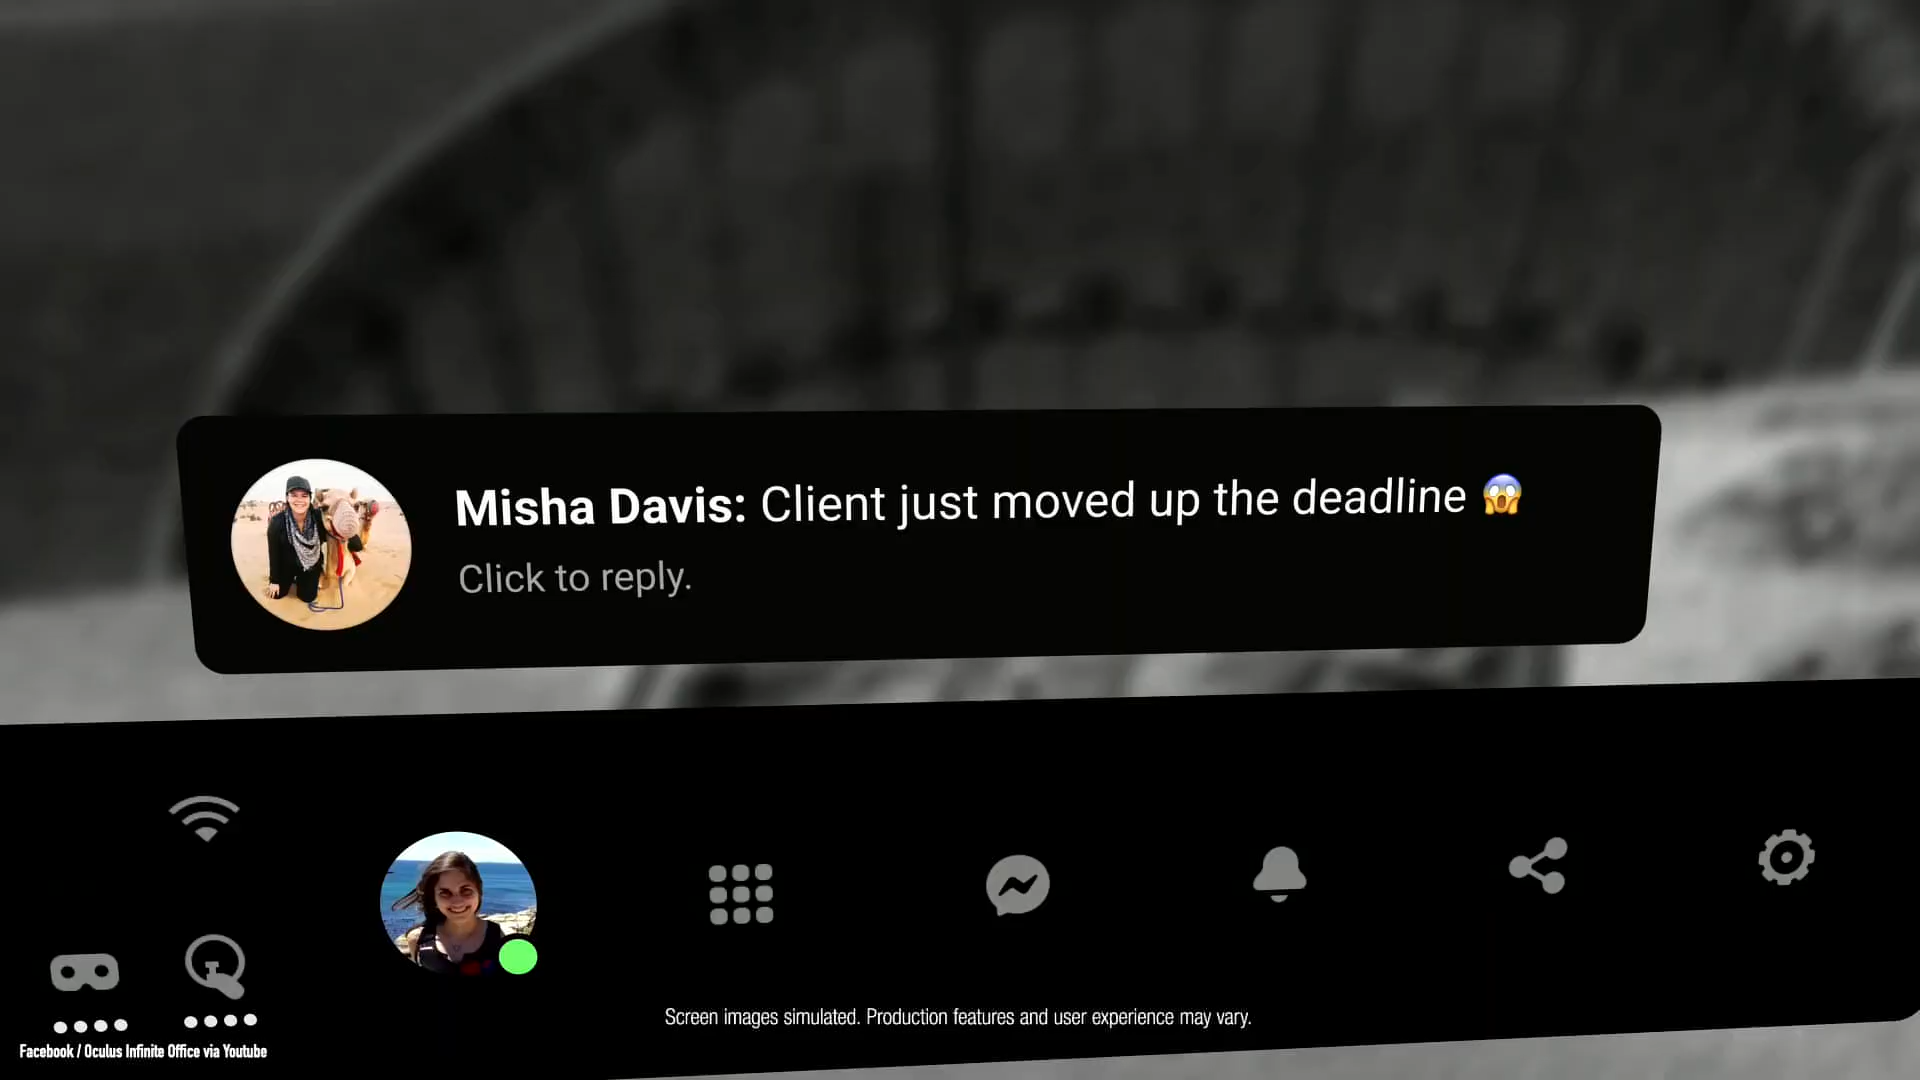 Misha Davis: Client just moved up the deadline 😱
Click to reply.
Screen images simulated. Production features and user experience may vary.
Facebook / Oculus Infinite Office via Youtube